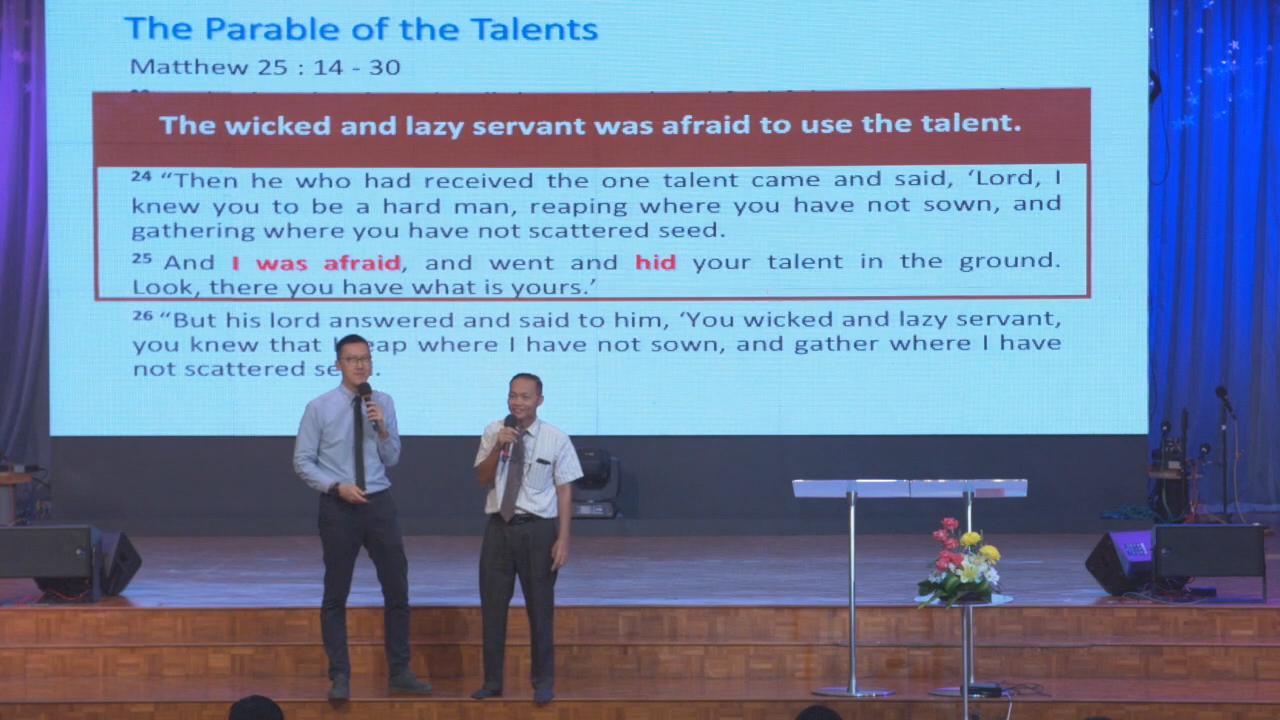 The Parable of the Talents
Matthew 25 : 14 - 30
The wicked and lazy servant was afraid to use the talent.
24 “Then he who had received the one talent came and said, ‘Lord, I
knew you to be a hard man, reaping where you have not sown, and
gathering where you have not scattered seed.
25 And I was afraid, and went and hid your talent in the ground.
Look, there you have what is yours.’
26 “But his lord answered and said to him, ‘You wicked and lazy servant,
you knew that I where I have not sown, and gather where I have
not scattered